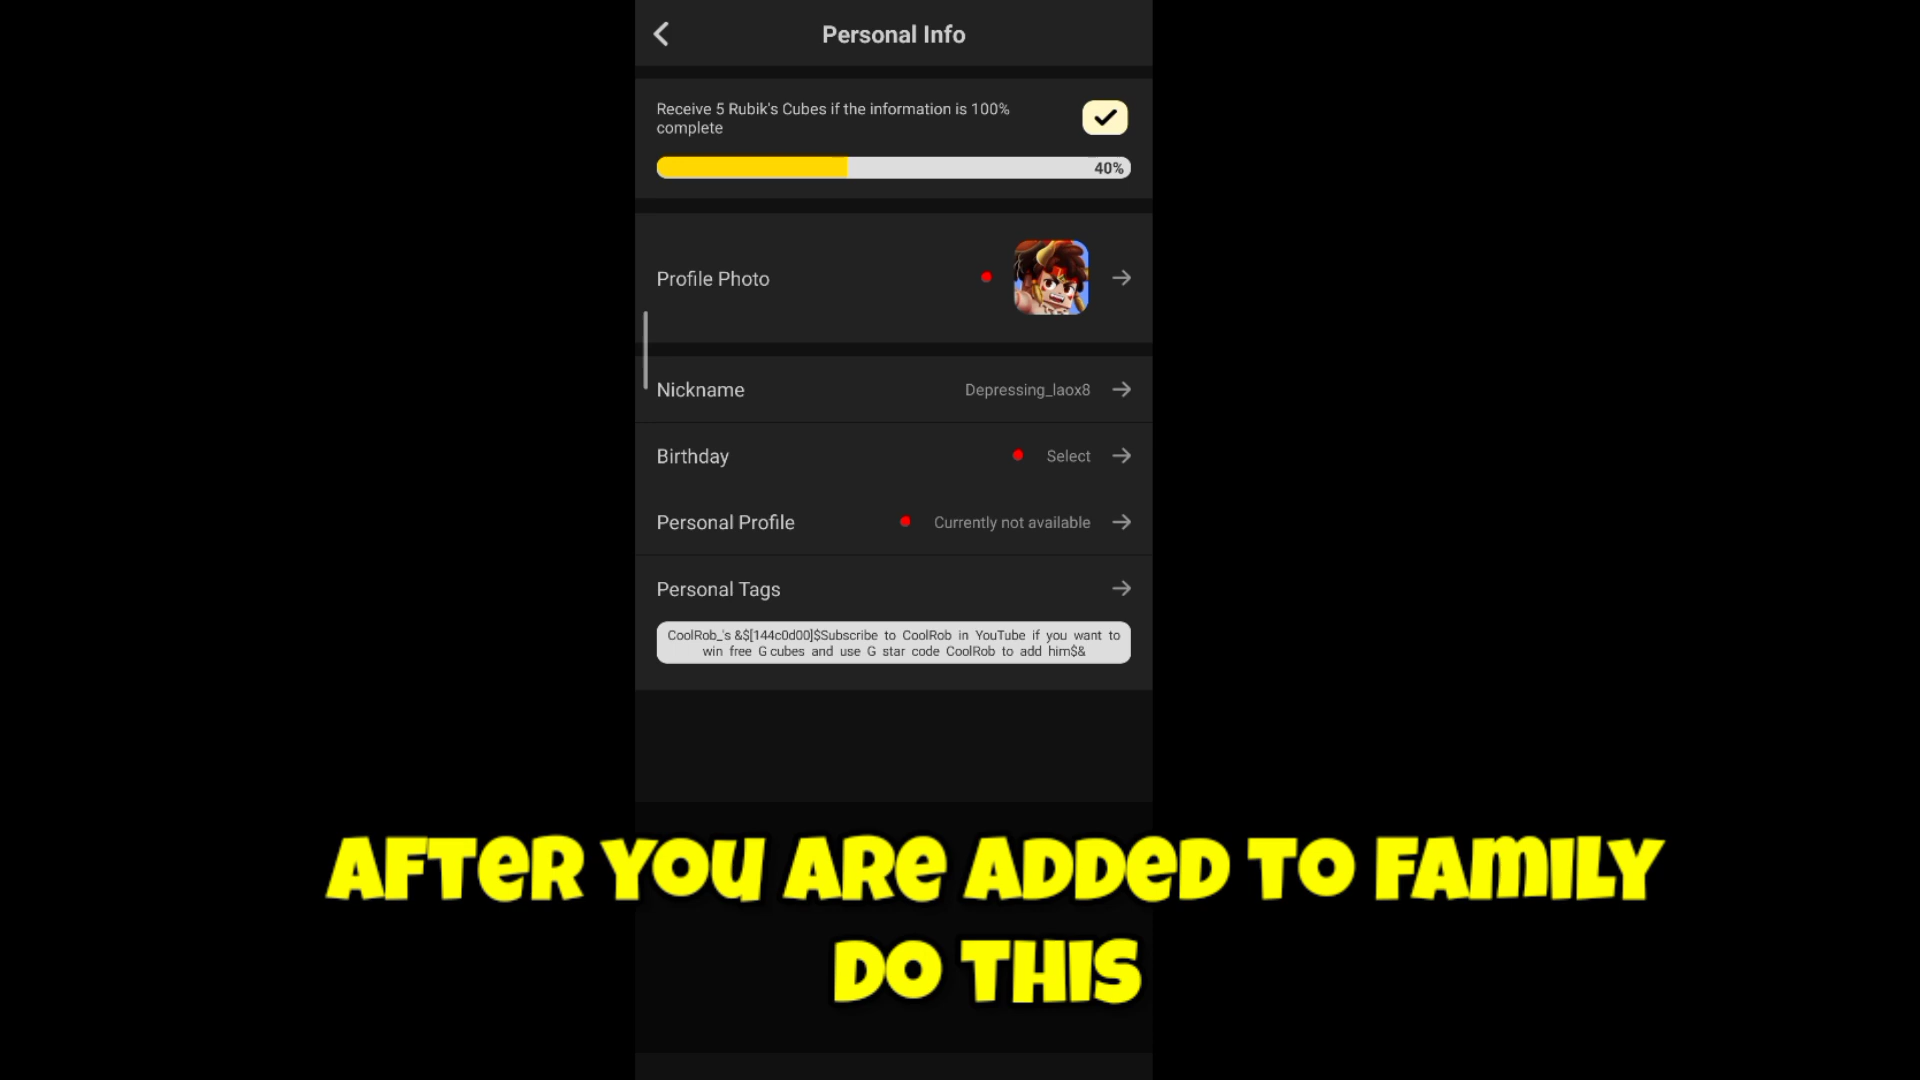 Personal Info
Receive 5 Rubik's Cubes if the information is 100%
complete
40%
Profile Photo
Nickname Depressing_laox8
Birthday Select
Personal Profile Currently not available
Personal Tags
CoolRob_'s &$[144c0d00]$Subscribe to CoolRob in YouTube if you want to
win free G cubes and use G star code CoolRob to add him$&
AFTER YOU ARE ADDED TO FAMILY
DO THIS